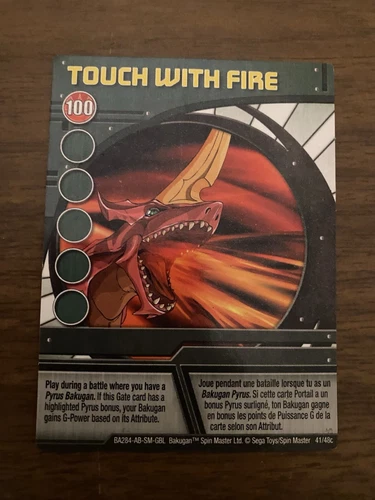 TOUCH WITH FIRE
100
Play during a battle where you have a
Pyrus Bakugan. If this Gate card has a
highlighted Pyrus bonus, your Bakugan
gains G-Power based on its Attribute.
Joue pendant une bataille lorsque tu as un
Bakugan Pyrus. Si cette carte Portail a un
bonus Pyrus surligné, ton Bakugan gagne
en bonus les points de Puissance G de la
carte selon son Attribut.
BA284-AB-SM-GBL Bakugan™ Spin Master Ltd. © Sega Toys/Spin Master 41/48c